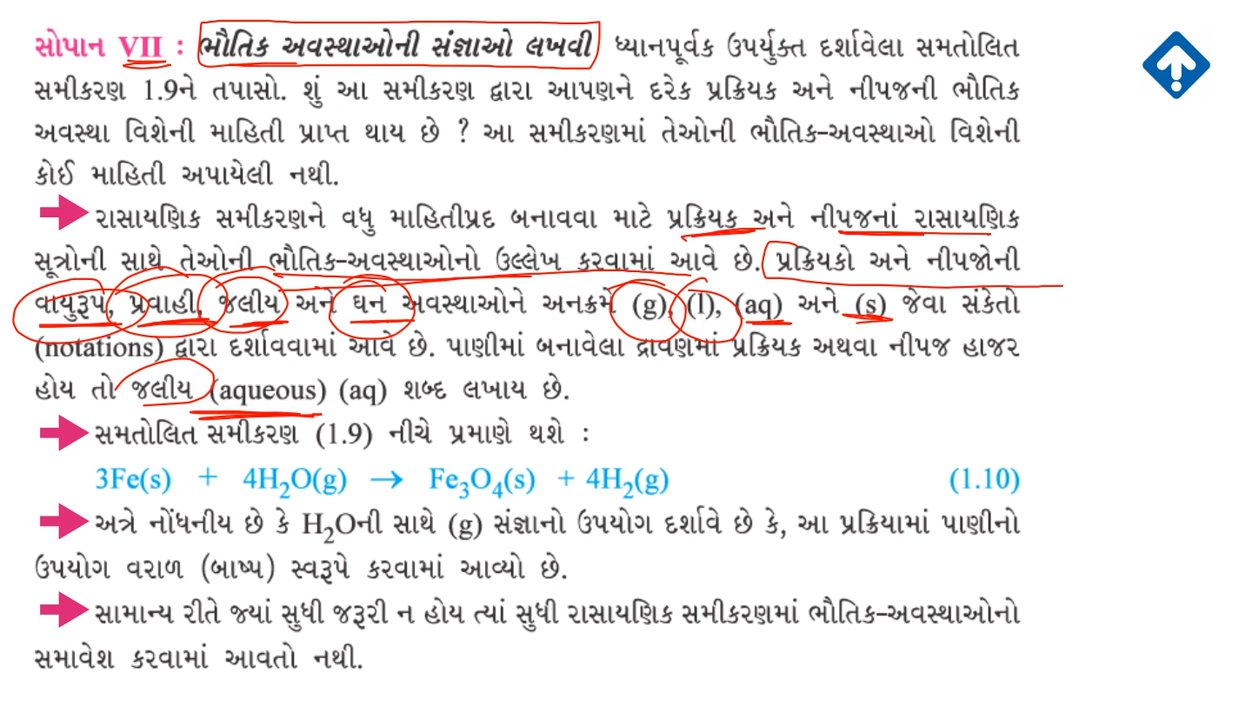 સોપાન VII : ભૌતિક અવસ્થાઓની સંજ્ઞાઓ લખવી ધ્યાનપૂર્વક ઉપર્યુક્ત દર્શાવેલા સમતોલિત
સમીકરણ 1.9ને તપાસો. શું આ સમીકરણ દ્વારા આપણને દરેક પ્રક્રિયક અને નીપજની ભૌતિક
અવસ્થા વિશેની માહિતી પ્રાપ્ત થાય છે ? આ સમીકરણમાં તેઓની ભૌતિક-અવસ્થાઓ વિશેની
કોઈ માહિતી અપાયેલી નથી.
રાસાયણિક સમીકરણને વધુ માહિતીપ્રદ બનાવવા માટે પ્રક્રિયક અને નીપજનાં રાસાયણિક
સૂત્રોની સાથે તેઓની ભૌતિક-અવસ્થાઓનો ઉલ્લેખ કરવામાં આવે છે. પ્રક્રિયકો અને નીપજોની
વાયુરૂપ, પ્રવાહી, જલીય અને ઘન અવસ્થાઓને અનક્રમે (g), (l), (aq) અને (s) જેવા સંકેતો
(notations) દ્વારા દર્શાવવામાં આવે છે. પાણીમાં બનાવેલા દ્રાવણમાં પ્રક્રિયક અથવા નીપજ હાજર
હોય તો જલીય (aqueous) (aq) શબ્દ લખાય છે.
સમતોલિત સમીકરણ (1.9) નીચે પ્રમાણે થશે :
3Fe(s) + 4H₂O(g) → Fe₃O₄(s) + 4H₂(g) (1.10)
અત્રે નોંધનીય છે કે H₂Oની સાથે (g) સંજ્ઞાનો ઉપયોગ દર્શાવે છે કે, આ પ્રક્રિયામાં પાણીનો
ઉપયોગ વરાળ (બાષ્પ) સ્વરૂપે કરવામાં આવ્યો છે.
સામાન્ય રીતે જ્યાં સુધી જરૂરી ન હોય ત્યાં સુધી રાસાયણિક સમીકરણમાં ભૌતિક-અવસ્થાઓનો
સમાવેશ કરવામાં આવતો નથી.